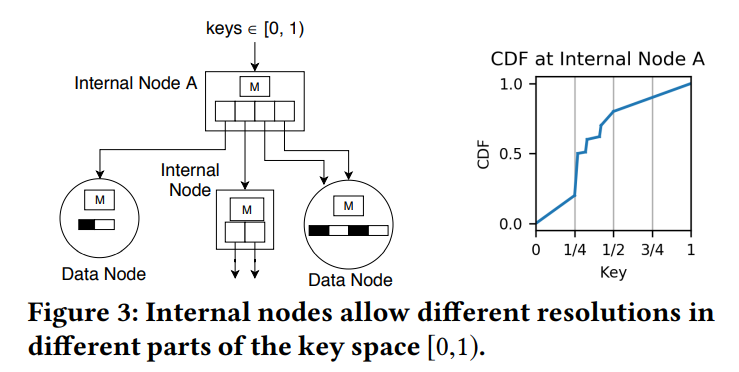 keys ∈ [0, 1)
Internal Node A
M
Internal
Node
M
M
M
Data Node
Data Node
CDF at Internal Node A
CDF
1.0
0.5
0.0
0 1/4 1/2 3/4 1
Key
Figure 3: Internal nodes allow different resolutions in
different parts of the key space [0,1).